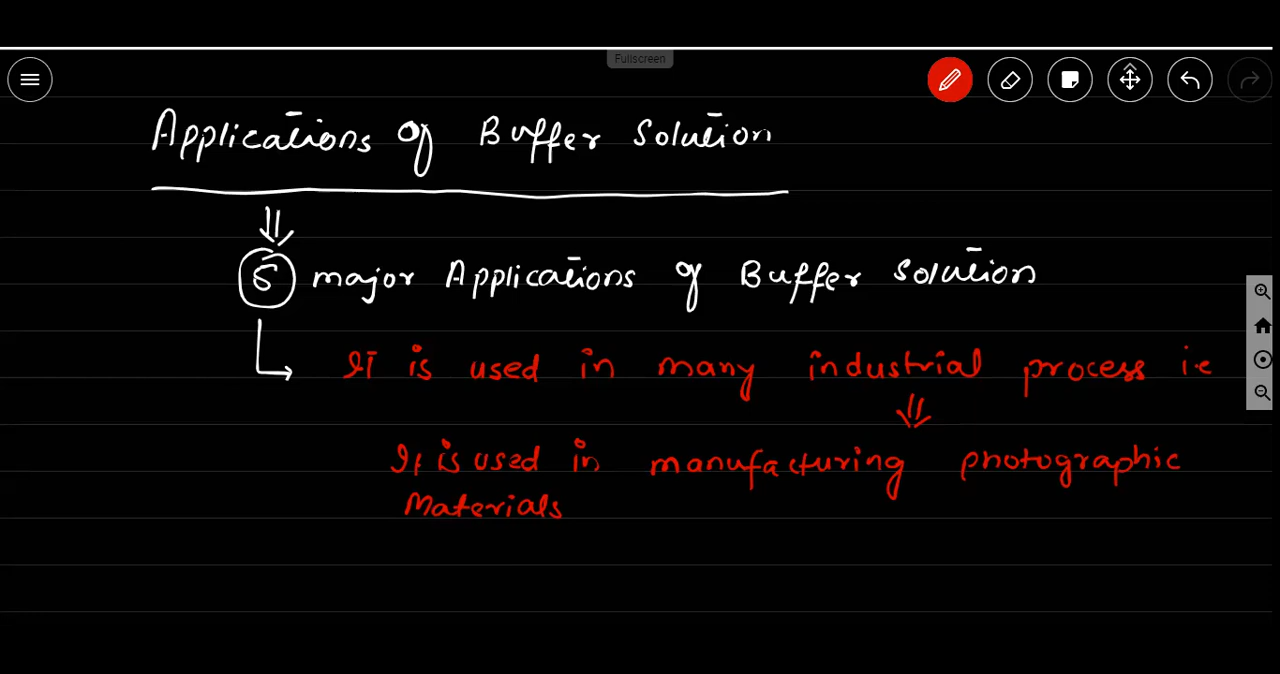 Fullscreen
Applications of Buffer Solution
5 major Applications of Buffer Solution
It is used in many industrial process i.e
It is used in manufacturing photographic
Materials